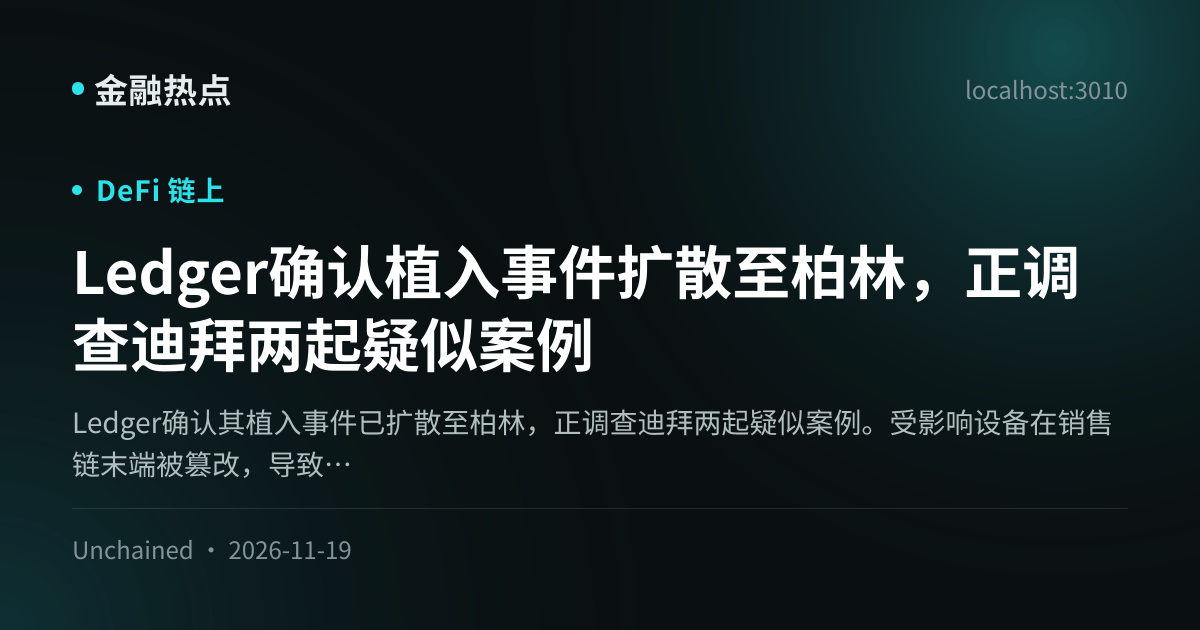 金融热点
localhost:3010
DeFi 链上
Ledger确认植入事件扩散至柏林，正调
查迪拜两起疑似案例
Ledger确认其植入事件已扩散至柏林，正调查迪拜两起疑似案例。受影响设备在销售
链末端被篡改，导致…
Unchained · 2026-11-19